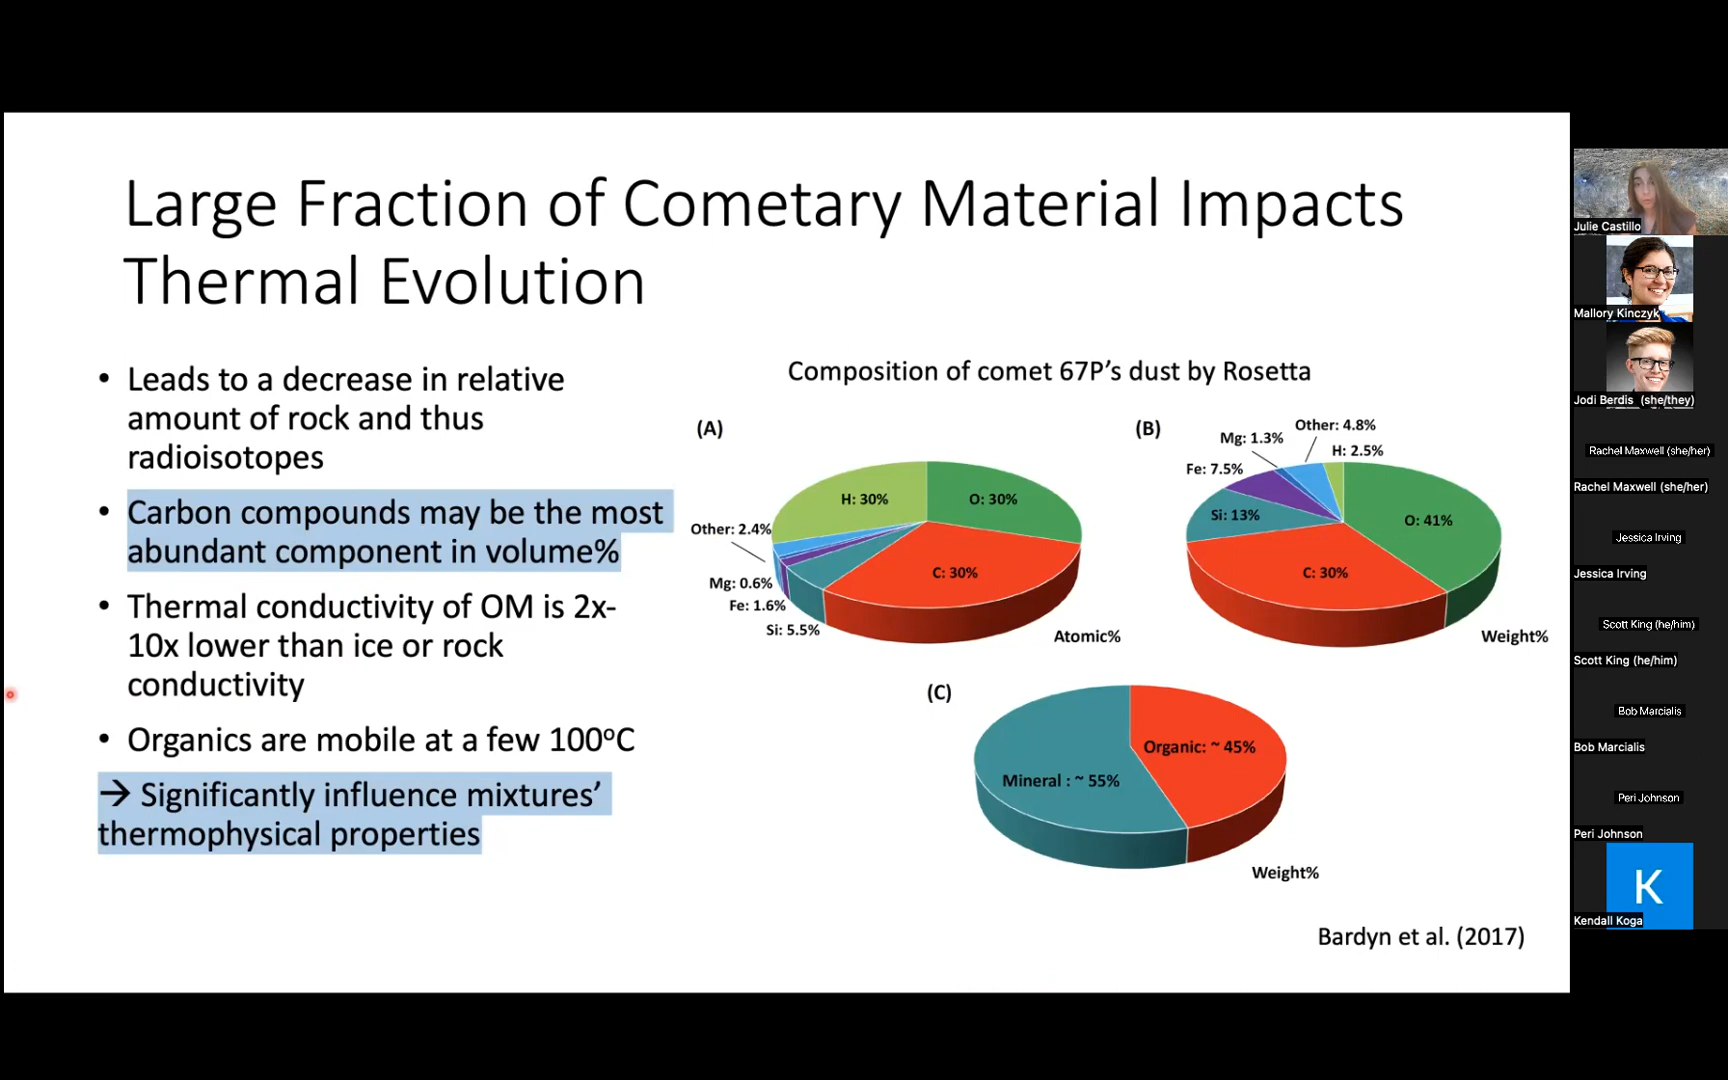 Large Fraction of Cometary Material Impacts
Thermal Evolution
• Leads to a decrease in relative
amount of rock and thus
radioisotopes
• Carbon compounds may be the most
abundant component in volume%
• Thermal conductivity of OM is 2x-
10x lower than ice or rock
conductivity
• Organics are mobile at a few 100ºC
→ Significantly influence mixtures’
thermophysical properties
Composition of comet 67P’s dust by Rosetta
(A)
H: 30%
O: 30%
Other: 2.4%
C: 30%
Mg: 0.6%
Fe: 1.6%
Si: 5.5%
Atomic%
(B)
Other: 4.8%
Mg: 1.3%
H: 2.5%
Fe: 7.5%
Si: 13%
O: 41%
C: 30%
Weight%
(C)
Organic: ~ 45%
Mineral : ~ 55%
Weight%
Bardyn et al. (2017)
Julie Castillo
Mallory Kinczyk
Jodi Berdis (she/they)
Rachel Maxwell (she/her)
Rachel Maxwell (she/her)
Jessica Irving
Jessica Irving
Scott King (he/him)
Scott King (he/him)
Bob Marcialis
Bob Marcialis
Peri Johnson
Peri Johnson
K
Kendall Koga